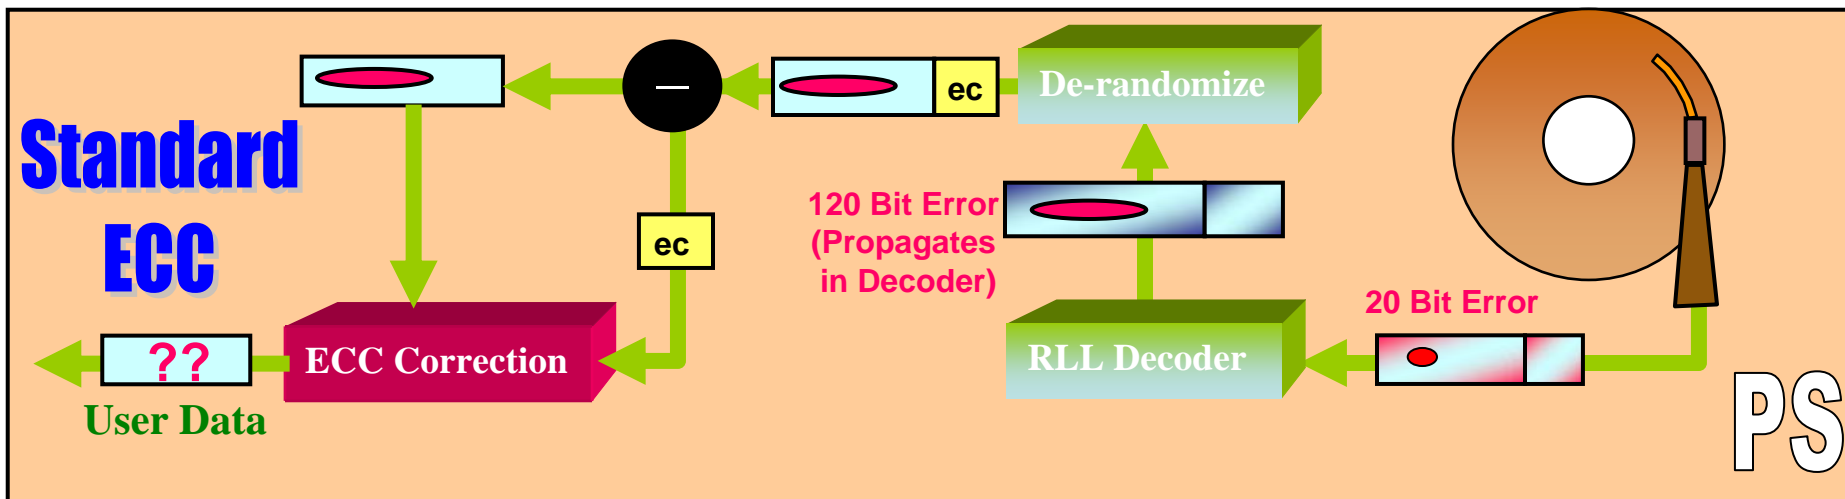 Standard
ECC
ec
De-randomize
ec
120 Bit Error
(Propagates
in Decoder)
20 Bit Error
??
ECC Correction
RLL Decoder
User Data
PS